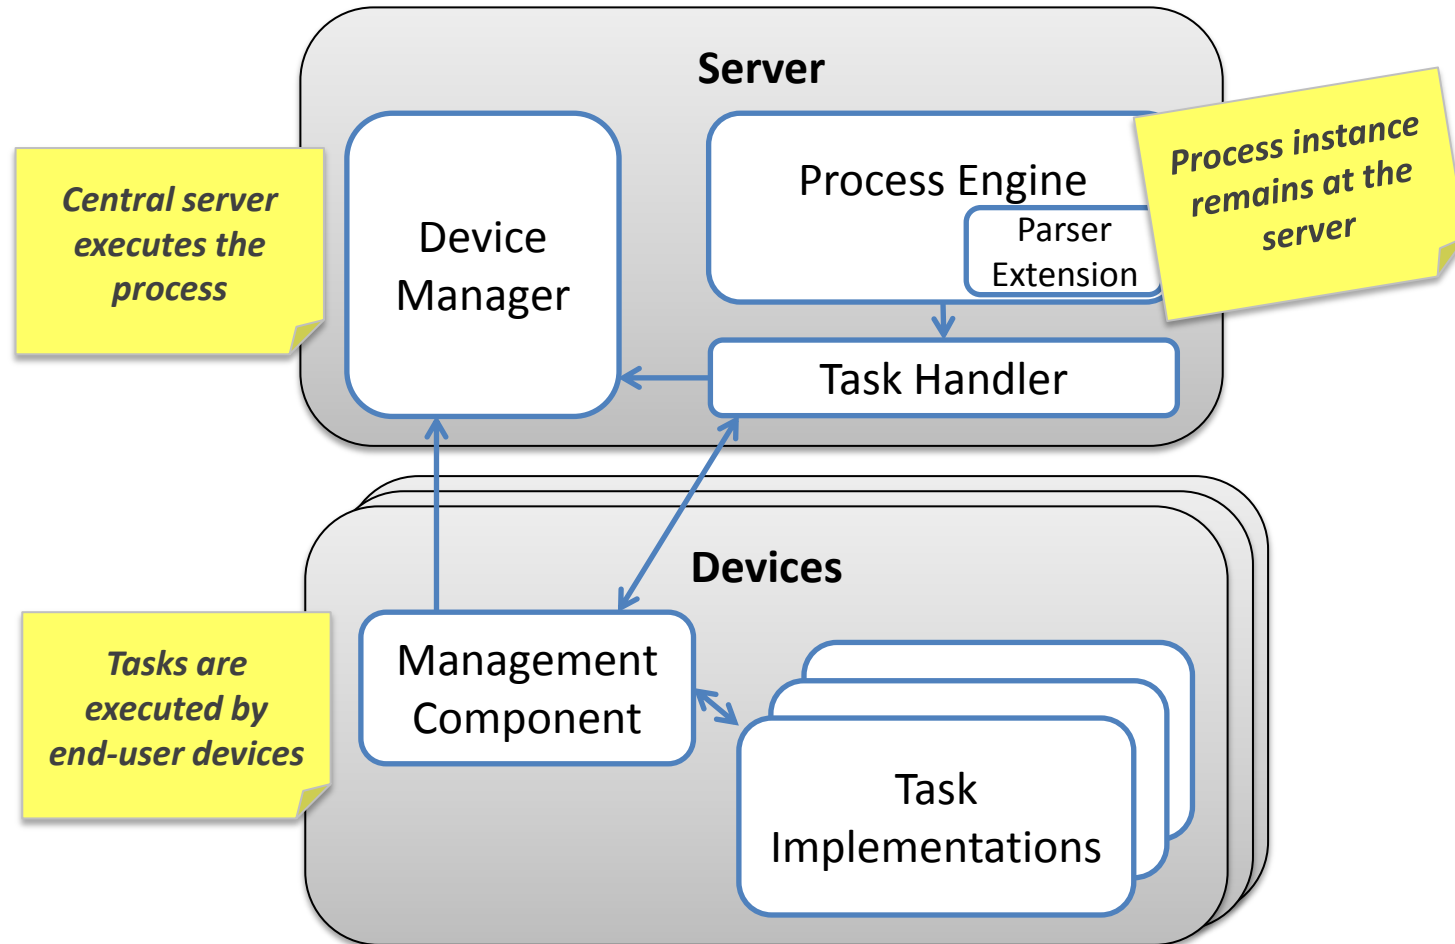 Server
Central server
executes the
process
Device
Manager
Process Engine
Parser
Extension
Process instance
remains at the
server
Task Handler
Devices
Tasks are
executed by
end-user devices
Management
Component
Task
Implementations